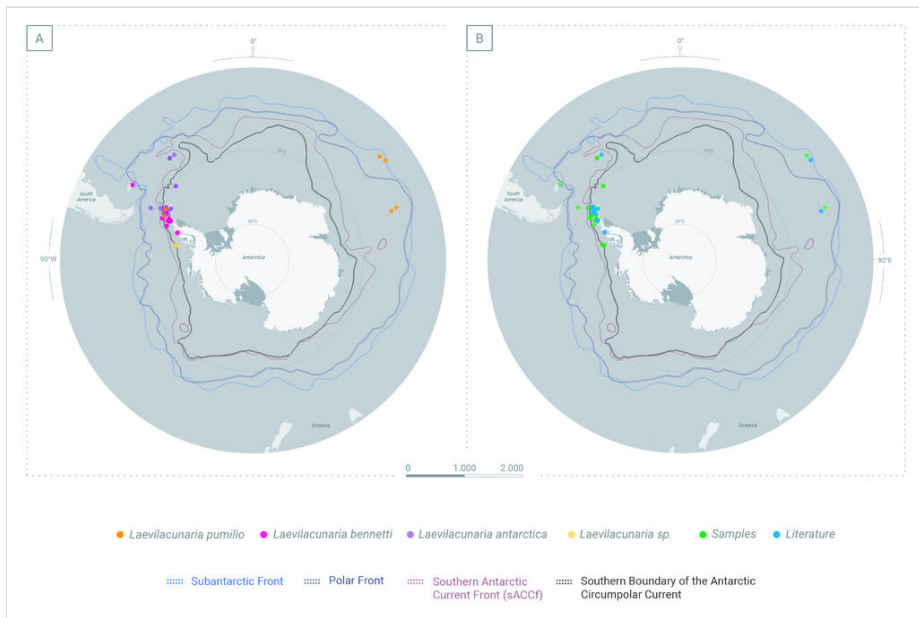 A
B
0°
0°
South
America
South
America
90°W
90°E
Antarctica
Antarctica
Oceania
Oceania
0 1.000 2.000
Laevilacunaria pumilio Laevilacunaria bennetti Laevilacunaria antarctica Laevilacunaria sp. Samples Literature
Subantarctic Front Polar Front Southern Antarctic Southern Boundary of the Antarctic
Current Front (sACCf) Circumpolar Current